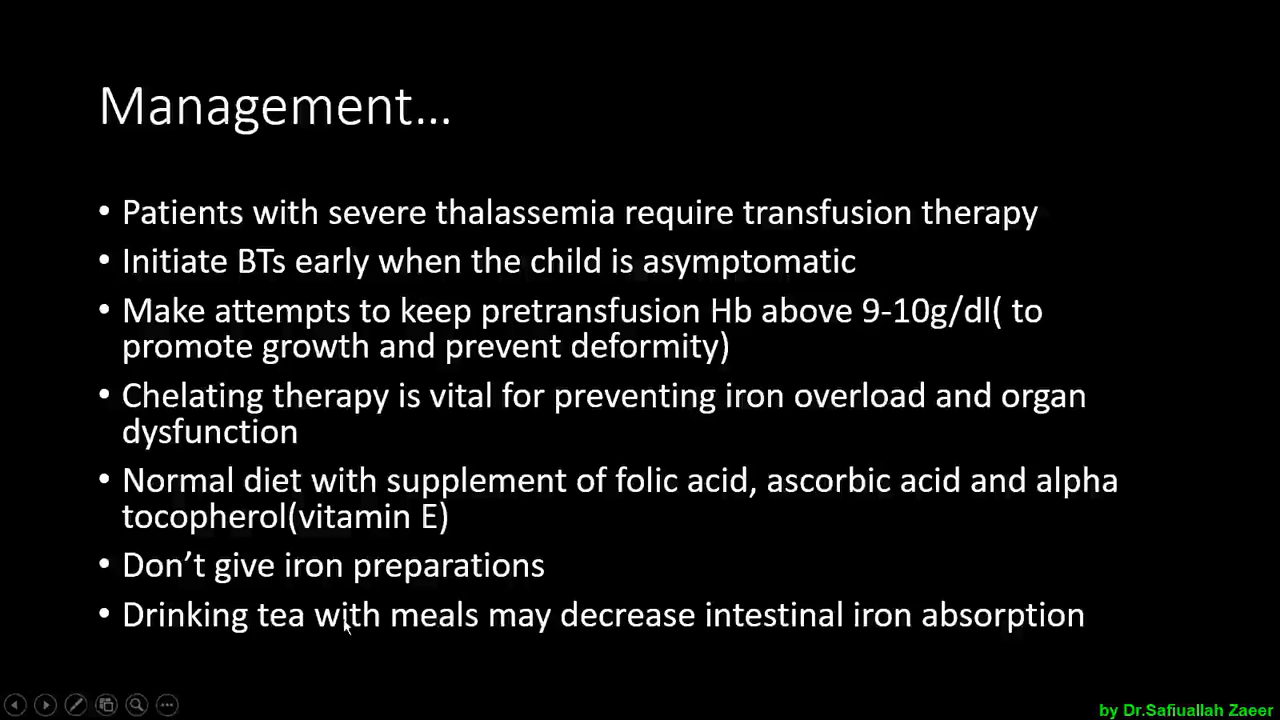 Management...
• Patients with severe thalassemia require transfusion therapy
• Initiate BTs early when the child is asymptomatic
• Make attempts to keep pretransfusion Hb above 9-10g/dl( to
promote growth and prevent deformity)
• Chelating therapy is vital for preventing iron overload and organ
dysfunction
• Normal diet with supplement of folic acid, ascorbic acid and alpha
tocopherol(vitamin E)
• Don’t give iron preparations
• Drinking tea with meals may decrease intestinal iron absorption
by Dr.Safiuallah Zaeer